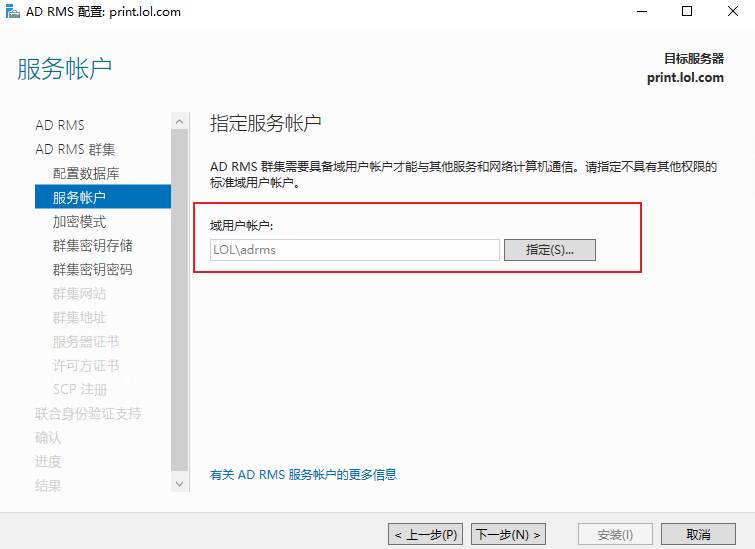 AD RMS 配置: print.lol.com
服务帐户
目标服务器
print.lol.com
AD RMS
AD RMS 群集
配置数据库
服务帐户
加密模式
群集密钥存储
群集密钥密码
群集网站
群集地址
服务器证书
许可方证书
SCP 注册
联合身份验证支持
确认
进度
结果
指定服务帐户
AD RMS 群集需要具备域用户帐户才能与其他服务和网络计算机通信。请指定不具有其他权限的
标准域用户帐户。
域用户帐户:
LOL\adrms
指定(S)...
有关 AD RMS 服务帐户的更多信息
< 上一步(P)
下一步(N) >
安装(I)
取消